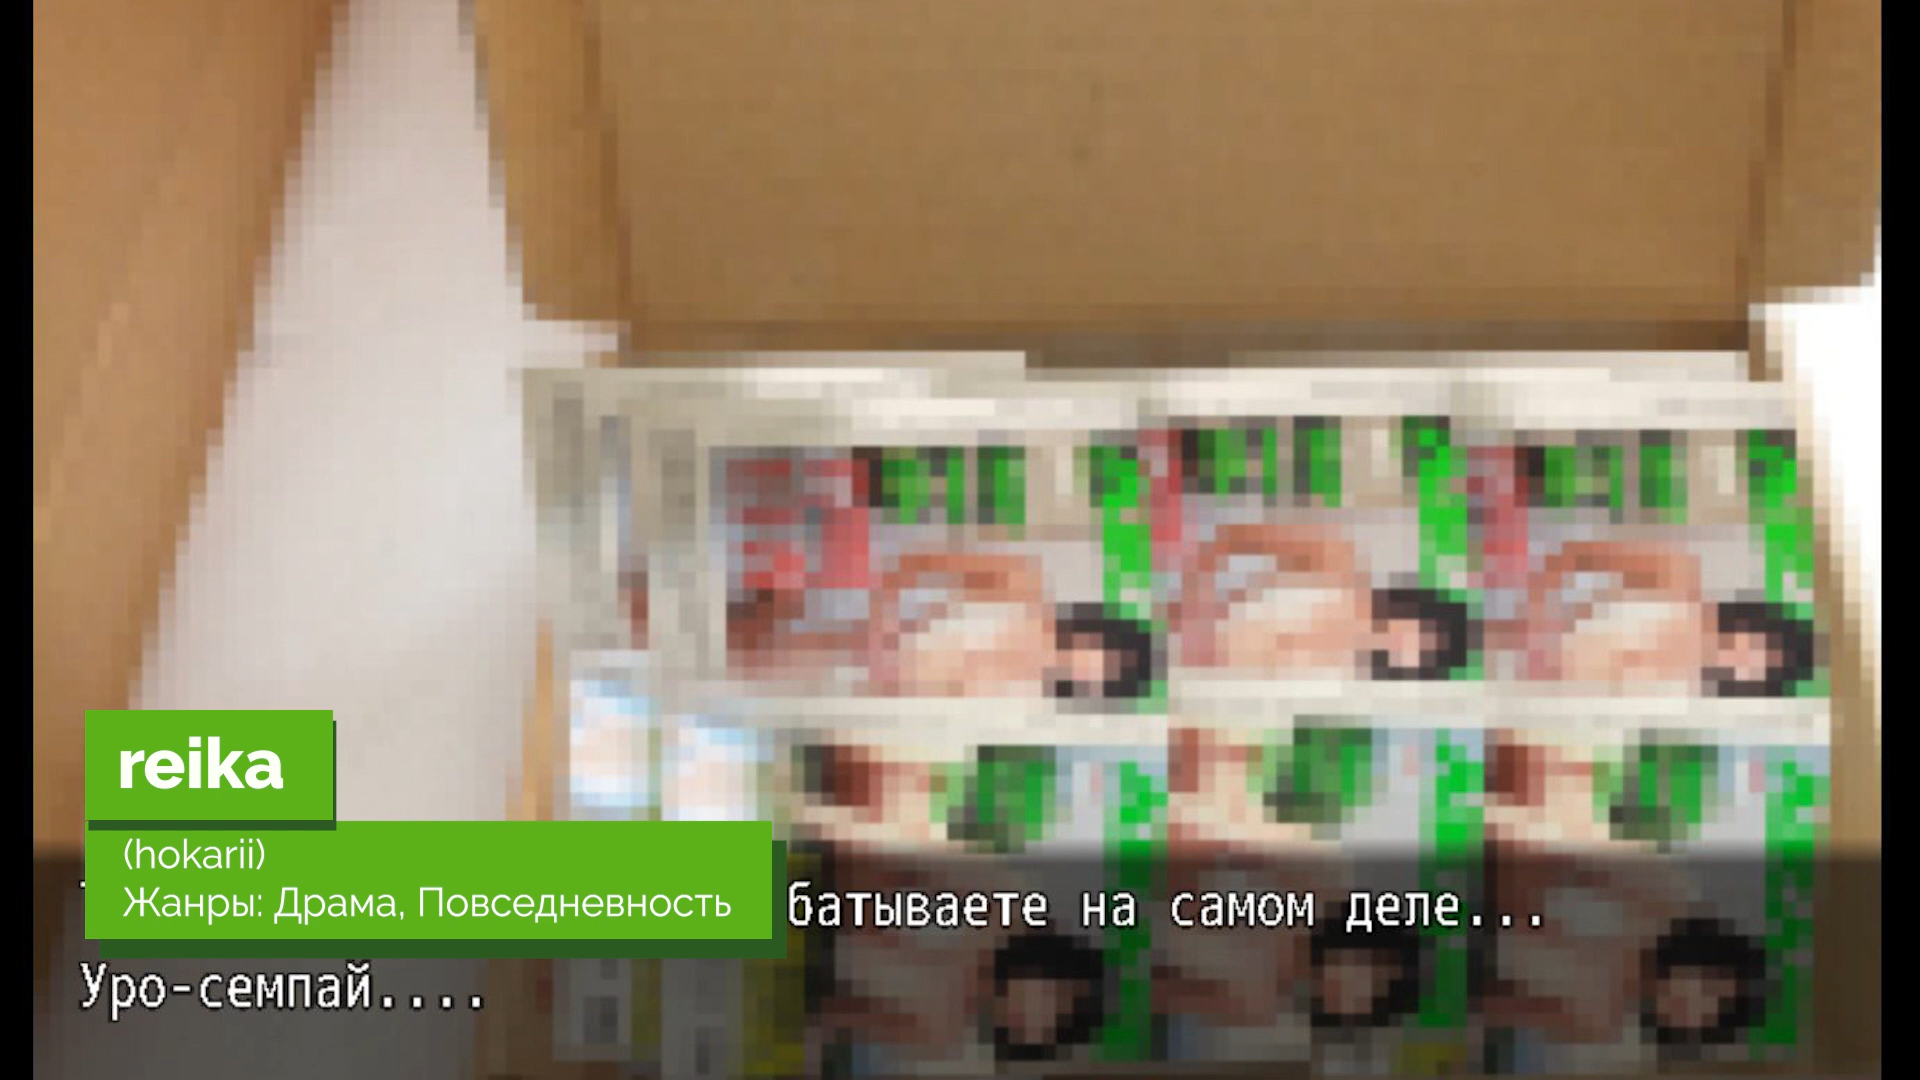 reika
(hokarii)
Жанры: Драма, Повседневность
батываете на самом деле...
Уро-семпай....